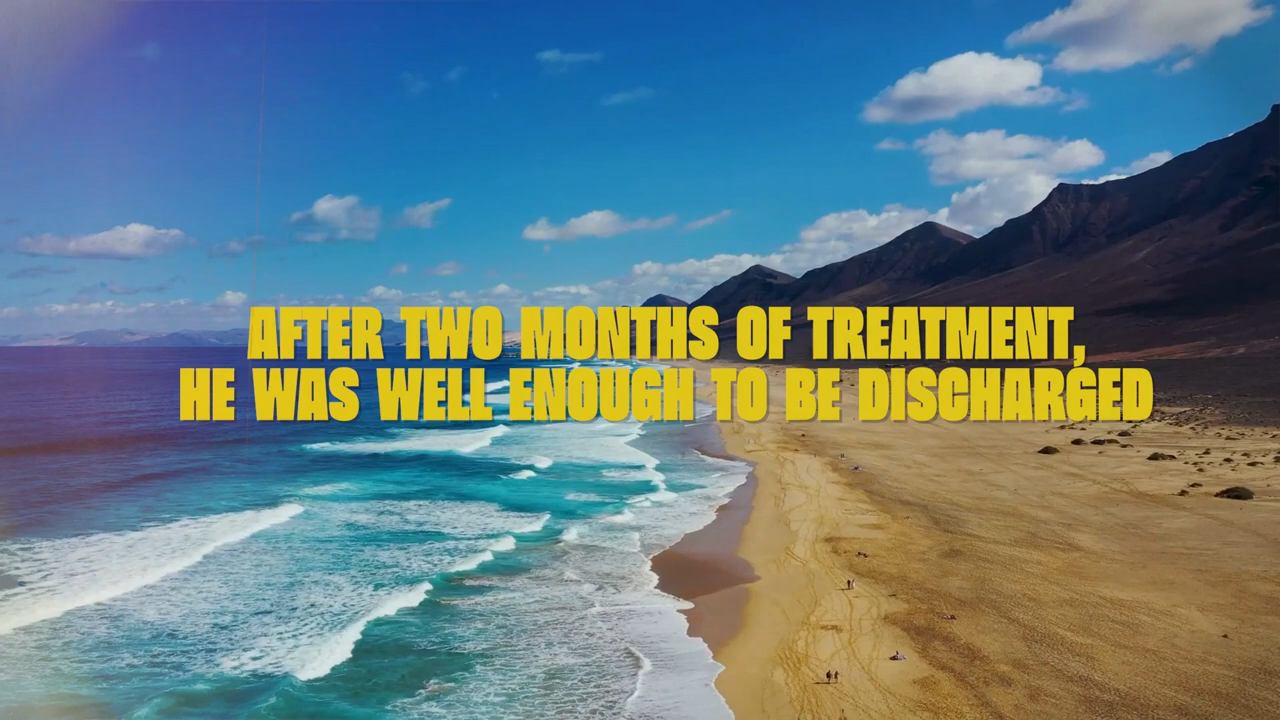 AFTER TWO MONTHS OF TREATMENT,
HE WAS WELL ENOUGH TO BE DISCHARGED